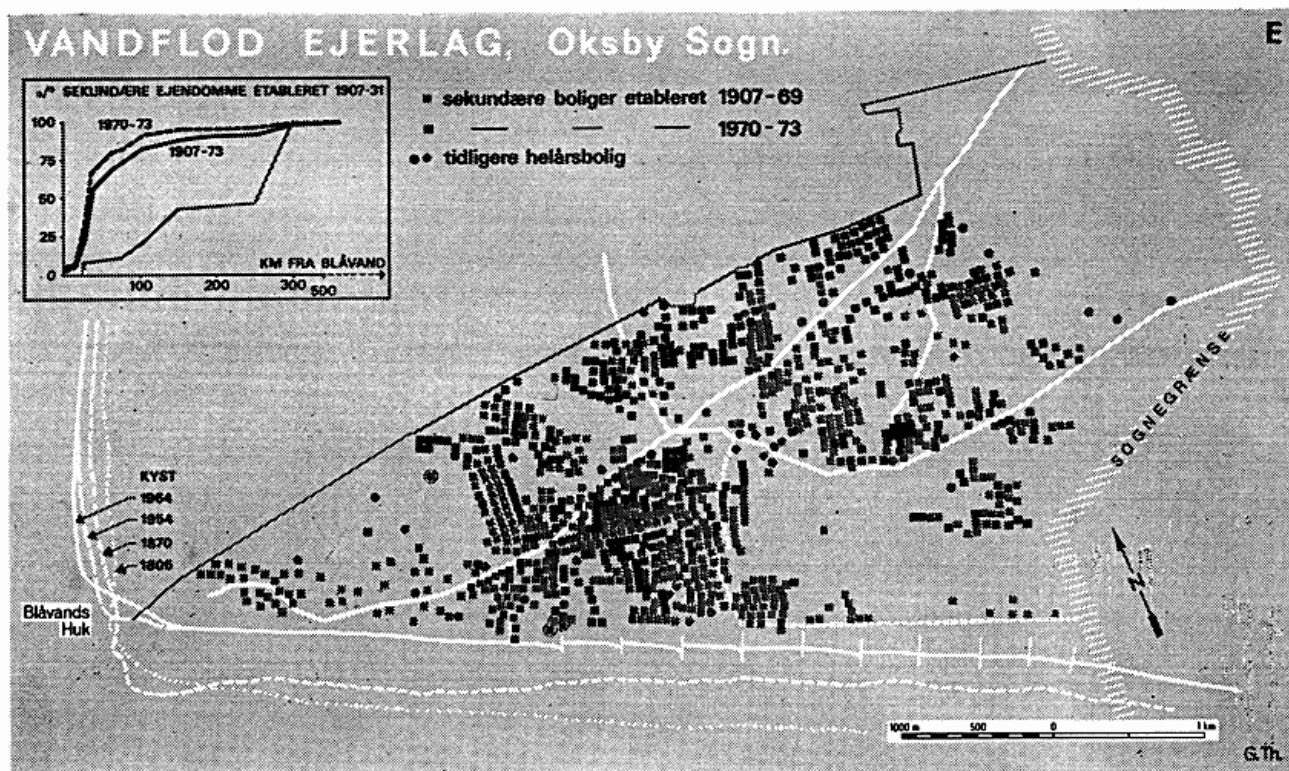 VANDFLOD EJERLAG, Oksby Sogn.
E
o/o SEKUNDÆRE EJENDOMME ETABLERET 1907-31
100
75
50
25
0
1970-73
1907-73
KM FRA BLÅVAND
100 200 300 500
sekundære boliger etableret 1907-69
— — — 1970-73
tidligere helårsbolig
SOGNEGRÆNSE
KYST
1964
1954
1870
1806
Blåvands
Huk
N
1000 m 500 0 1 km
G.Th.